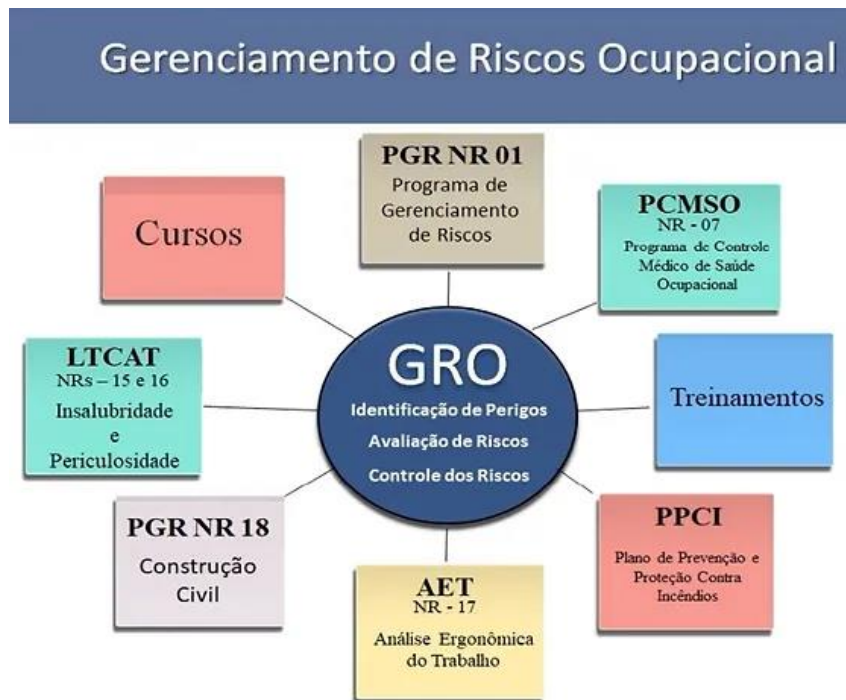 Gerenciamento de Riscos Ocupacional
PGR NR 01
Programa de
Gerenciamento
de Riscos
Cursos
PCMSO
NR - 07
Programa de Controle
Médico de Saúde
Ocupacional
GRO
Identificação de Perigos
Avaliação de Riscos
Controle dos Riscos
LTCAT
NRs – 15 e 16
Insalubridade
e
Periculosidade
Treinamentos
PGR NR 18
Construção
Civil
PPCI
Plano de Prevenção e
Proteção Contra
Incêndios
AET
NR - 17
Análise Ergonômica
do Trabalho